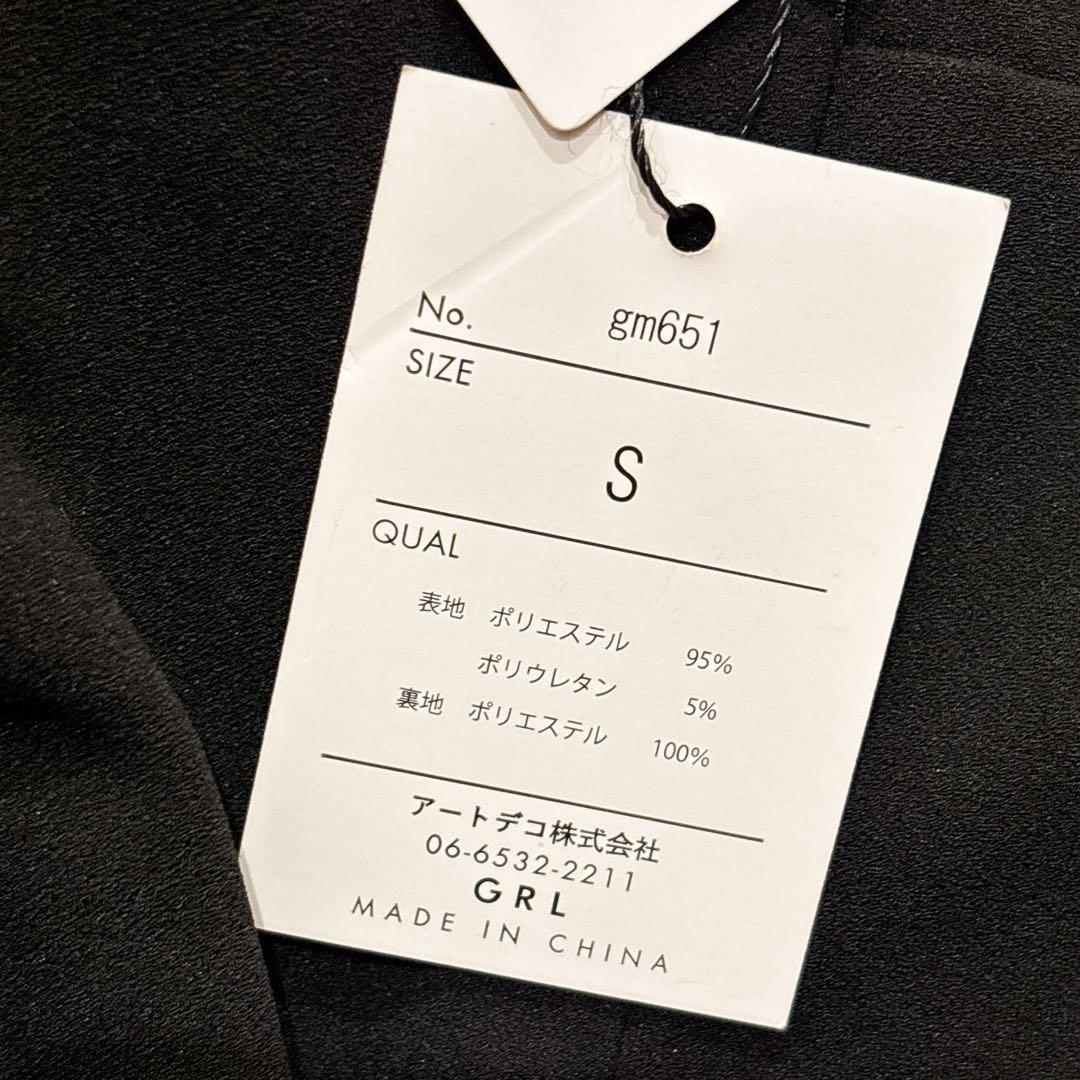 No. gm651
SIZE
S
QUAL
表地 ポリエステル 95%
ポリウレタン 5%
裏地 ポリエステル 100%
アートデコ株式会社
06-6532-2211
GRL
MADE IN CHINA